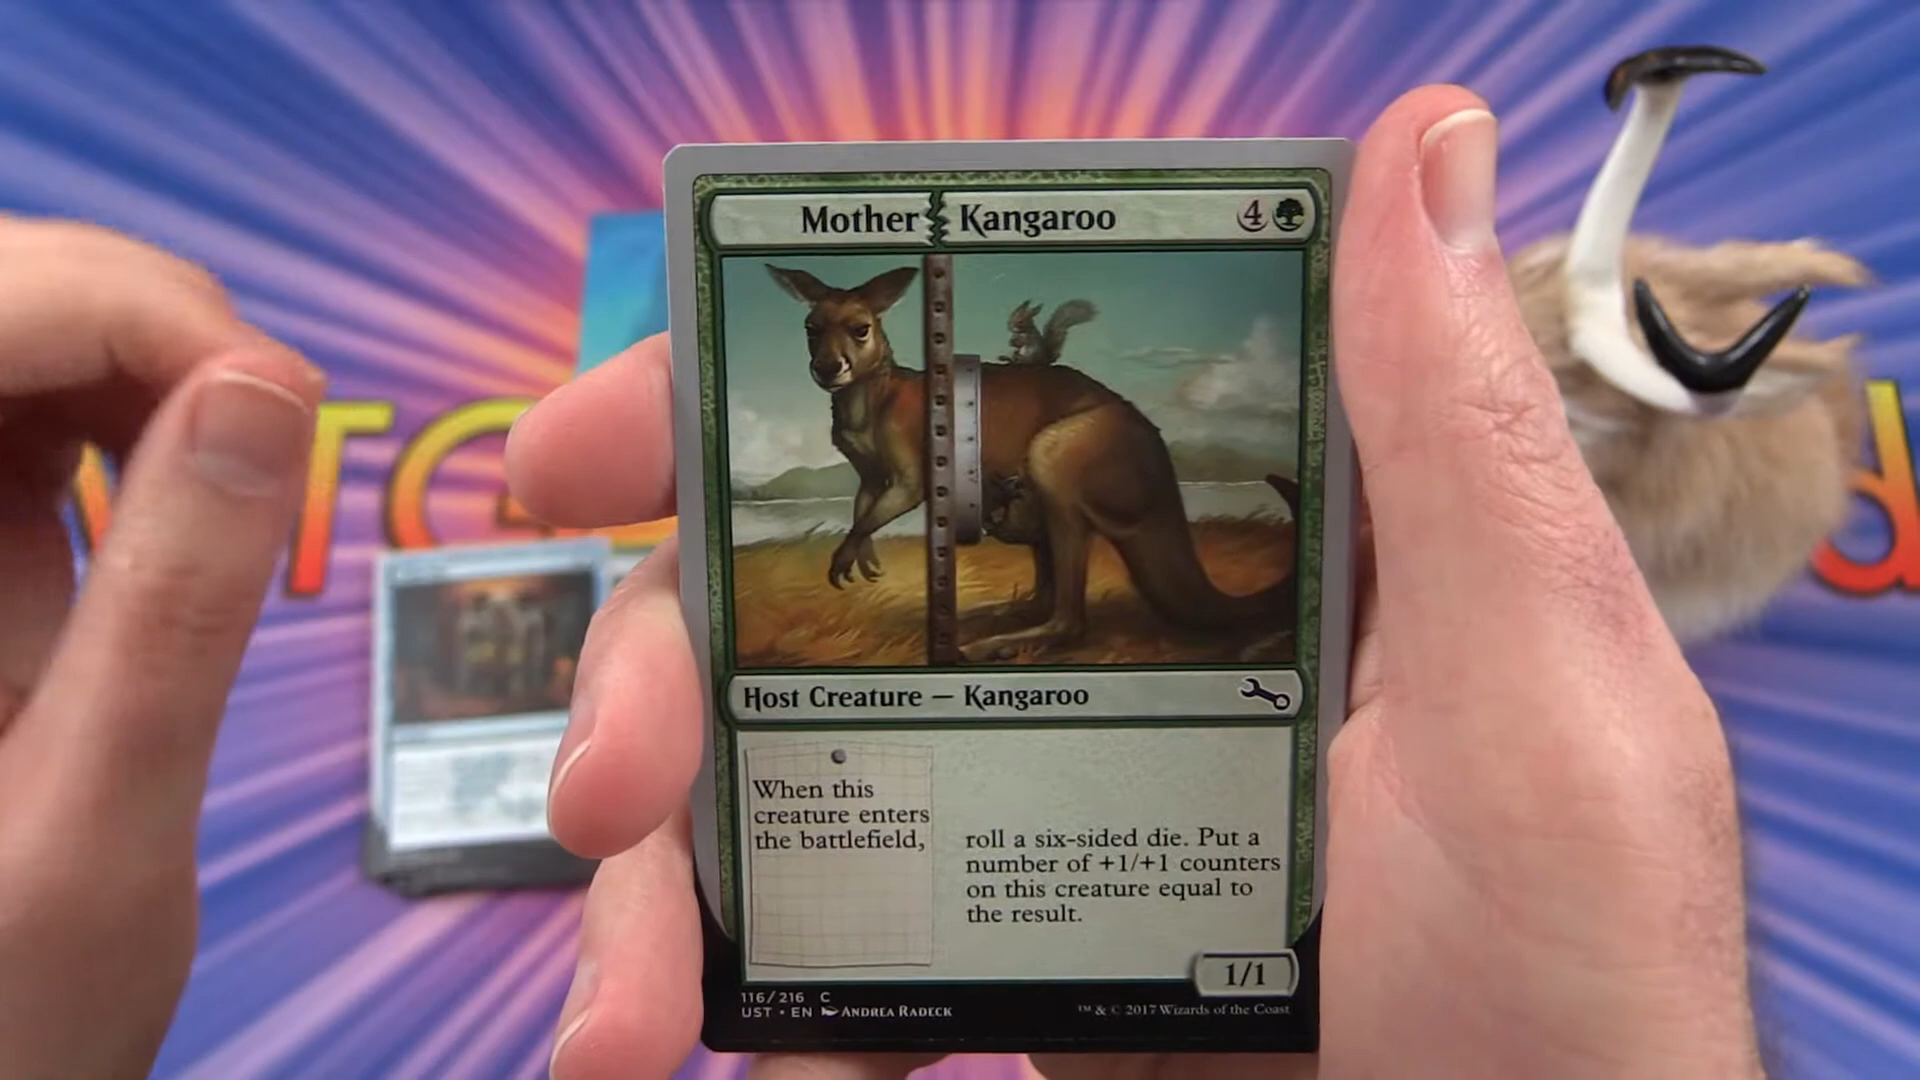 Mother Kangaroo 4
Host Creature — Kangaroo
When this
creature enters
the battlefield,
roll a six-sided die. Put a
number of +1/+1 counters
on this creature equal to
the result.
1/1
116/216 C
UST • EN ANDREA RADECK
™ & © 2017 Wizards of the Coast